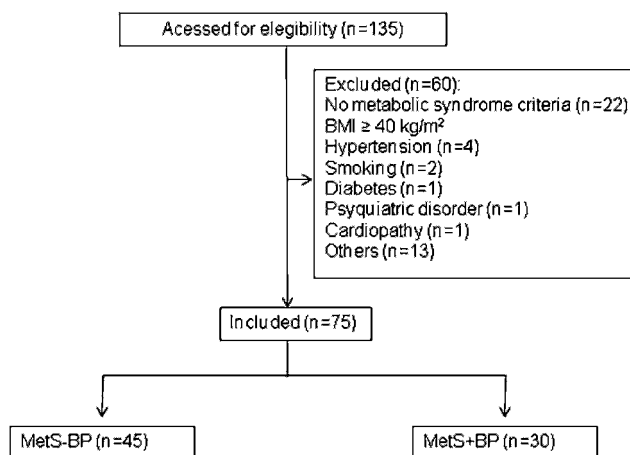 Acessed for elegibility (n=135)
Excluded (n=60):
No metabolic syndrome criteria (n=22)
BMI ≥ 40 kg/m²
Hypertension (n=4)
Smoking (n=2)
Diabetes (n=1)
Psyquiatric disorder (n=1)
Cardiopathy (n=1)
Others (n=13)
Included (n=75)
MetS-BP (n=45)
MetS+BP (n=30)